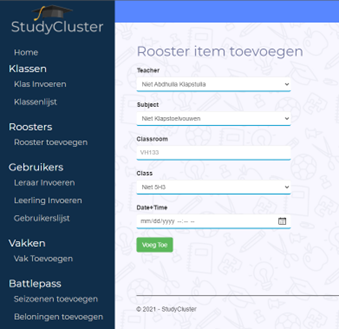 StudyCluster
Home
Klassen
Klas Invoeren
Klassenlijst
Roosters
Rooster toevoegen
Gebruikers
Leraar Invoeren
Leerling Invoeren
Gebruikerslijst
Vakken
Vak Toevoegen
Battlepass
Seizoenen toevoegen
Beloningen toevoegen
Rooster item toevoegen
Teacher
Niet Abdhulla Klapstulla
Subject
Niet Klapstoelvouwen
Classroom
VH133
Class
Niet 5H3
Date+Time
mm/dd/yyyy --:-- --
Voeg Toe
© 2021 - StudyCluster